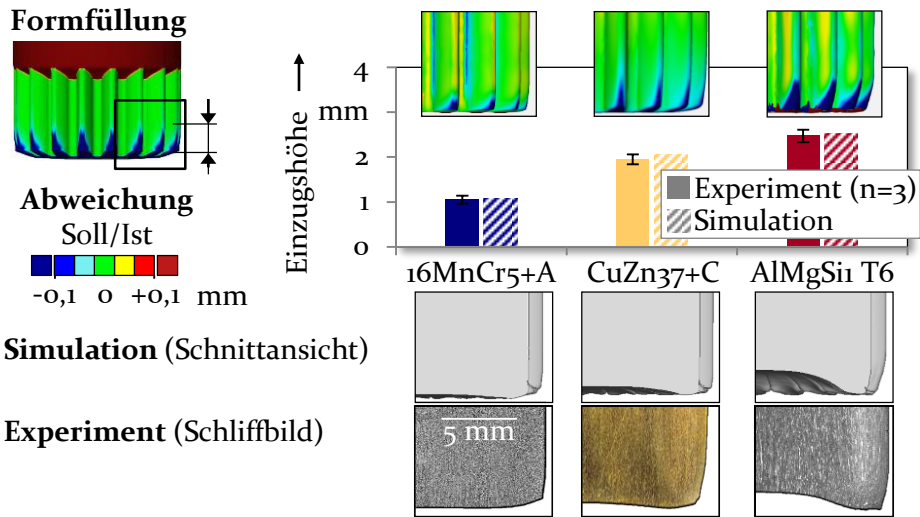 Formfüllung
Abweichung
Soll/Ist
-0,1 0 +0,1 mm
Einzugshöhe
4
mm
2
1
0
Experiment (n=3)
Simulation
16MnCr5+A CuZn37+C AlMgSi1 T6
Simulation (Schnittansicht)
Experiment (Schliffbild)
5 mm